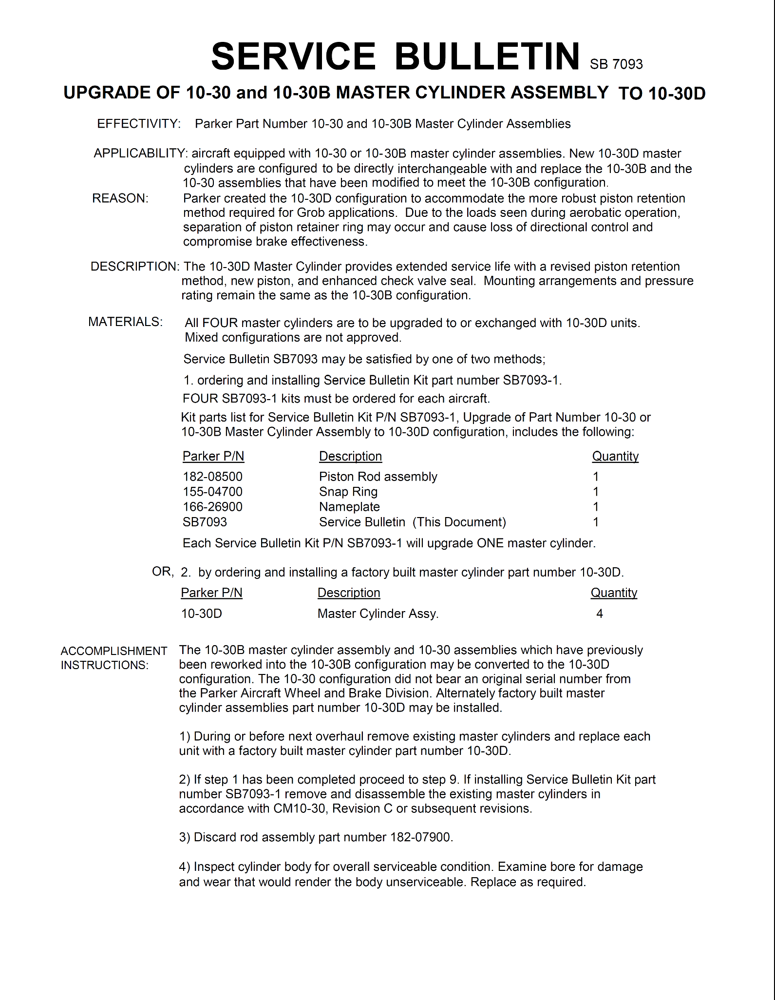 SERVICE BULLETIN SB 7093
UPGRADE OF 10-30 and 10-30B MASTER CYLINDER ASSEMBLY TO 10-30D
EFFECTIVITY: Parker Part Number 10-30 and 10-30B Master Cylinder Assemblies
APPLICABILITY: aircraft equipped with 10-30 or 10-30B master cylinder assemblies. New 10-30D master
cylinders are configured to be directly interchangeable with and replace the 10-30B and the
10-30 assemblies that have been modified to meet the 10-30B configuration.
REASON: Parker created the 10-30D configuration to accommodate the more robust piston retention
method required for Grob applications. Due to the loads seen during aerobatic operation,
separation of piston retainer ring may occur and cause loss of directional control and
compromise brake effectiveness.
DESCRIPTION: The 10-30D Master Cylinder provides extended service life with a revised piston retention
method, new piston, and enhanced check valve seal. Mounting arrangements and pressure
rating remain the same as the 10-30B configuration.
MATERIALS: All FOUR master cylinders are to be upgraded to or exchanged with 10-30D units.
Mixed configurations are not approved.
Service Bulletin SB7093 may be satisfied by one of two methods;
1. ordering and installing Service Bulletin Kit part number SB7093-1.
FOUR SB7093-1 kits must be ordered for each aircraft.
Kit parts list for Service Bulletin Kit P/N SB7093-1, Upgrade of Part Number 10-30 or
10-30B Master Cylinder Assembly to 10-30D configuration, includes the following:
Parker P/N Description Quantity
182-08500 Piston Rod assembly 1
155-04700 Snap Ring 1
166-26900 Nameplate 1
SB7093 Service Bulletin (This Document) 1
Each Service Bulletin Kit P/N SB7093-1 will upgrade ONE master cylinder.
OR, 2. by ordering and installing a factory built master cylinder part number 10-30D.
Parker P/N Description Quantity
10-30D Master Cylinder Assy. 4
ACCOMPLISHMENT The 10-30B master cylinder assembly and 10-30 assemblies which have previously
INSTRUCTIONS: been reworked into the 10-30B configuration may be converted to the 10-30D
configuration. The 10-30 configuration did not bear an original serial number from
the Parker Aircraft Wheel and Brake Division. Alternately factory built master
cylinder assemblies part number 10-30D may be installed.
1) During or before next overhaul remove existing master cylinders and replace each
unit with a factory built master cylinder part number 10-30D.
2) If step 1 has been completed proceed to step 9. If installing Service Bulletin Kit part
number SB7093-1 remove and disassemble the existing master cylinders in
accordance with CM10-30, Revision C or subsequent revisions.
3) Discard rod assembly part number 182-07900.
4) Inspect cylinder body for overall serviceable condition. Examine bore for damage
and wear that would render the body unserviceable. Replace as required.